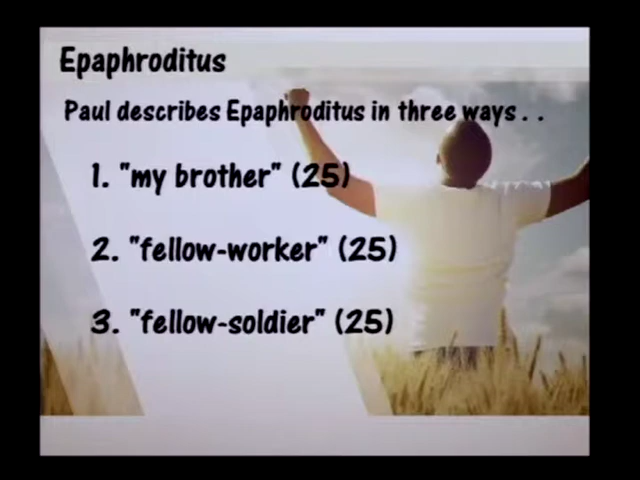 Epaphroditus
Paul describes Epaphroditus in three ways . .
1. "my brother" (25)
2. "fellow-worker" (25)
3. "fellow-soldier" (25)